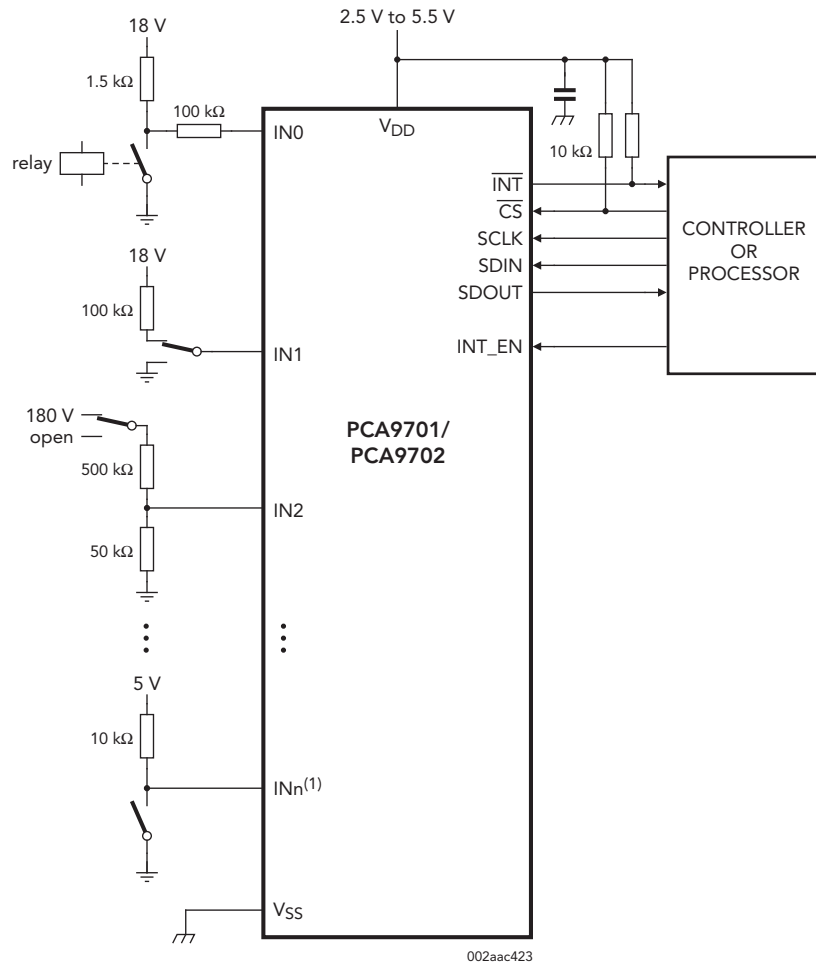 2.5 V to 5.5 V
18 V
1.5 kΩ
100 kΩ
IN0
relay
18 V
100 kΩ
IN1
180 V
open
500 kΩ
IN2
50 kΩ
5 V
10 kΩ
INn(1)
VSS
VDD
PCA9701/
PCA9702
INT
CS
SCLK
SDIN
SDOUT
INT_EN
10 kΩ
CONTROLLER
OR
PROCESSOR
002aac423